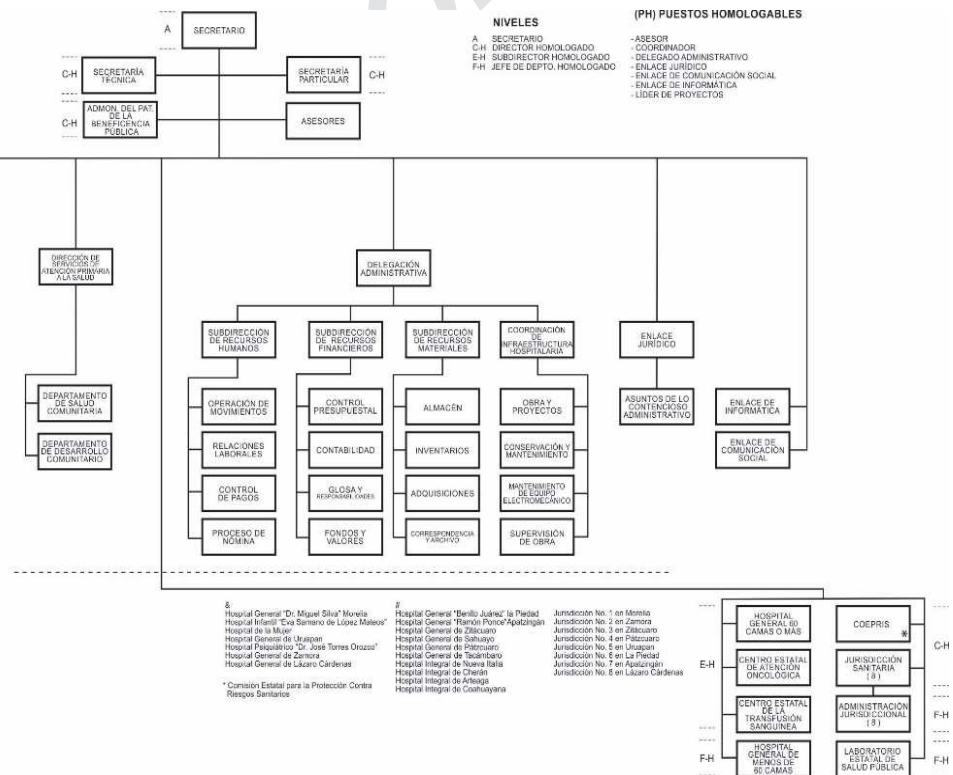 A
SECRETARIO
NIVELES
A SECRETARIO
C-H DIRECTOR HOMOLOGADO
E-H SUBDIRECTOR HOMOLOGADO
F-H JEFE DE DEPTO. HOMOLOGADO
(PH) PUESTOS HOMOLOGABLES
- ASESOR
- COORDINADOR
- DELEGADO ADMINISTRATIVO
- ENLACE JURÍDICO
- ENLACE DE COMUNICACIÓN SOCIAL
- ENLACE DE INFORMÁTICA
- LÍDER DE PROYECTOS
C-H
SECRETARÍA
TÉCNICA
SECRETARÍA
PARTICULAR
C-H
C-H
ADMON. DEL PAT.
DE LA
BENEFICENCIA
PÚBLICA
ASESORES
DIRECCIÓN DE
SERVICIOS DE
ATENCIÓN PRIMARIA
A LA SALUD
DELEGACIÓN
ADMINISTRATIVA
SUBDIRECCIÓN
DE RECURSOS
HUMANOS
SUBDIRECCIÓN
DE RECURSOS
FINANCIEROS
SUBDIRECCIÓN
DE RECURSOS
MATERIALES
COORDINACIÓN
DE
INFRAESTRUCTURA
HOSPITALARIA
ENLACE
JURÍDICO
DEPARTAMENTO
DE SALUD
COMUNITARIA
OPERACIÓN DE
MOVIMIENTOS
CONTROL
PRESUPUESTAL
ALMACÉN
OBRA Y
PROYECTOS
ASUNTOS DE LO
CONTENCIOSO
ADMINISTRATIVO
ENLACE DE
INFORMÁTICA
DEPARTAMENTO
DE DESARROLLO
COMUNITARIO
RELACIONES
LABORALES
CONTABILIDAD
INVENTARIOS
CONSERVACIÓN Y
MANTENIMIENTO
ENLACE DE
COMUNICACIÓN
SOCIAL
CONTROL
DE PAGOS
GLOSA Y
RESPONSABILIDADES
ADQUISICIONES
MANTENIMIENTO
DE EQUIPO
ELECTROMECÁNICO
PROCESO DE
NÓMINA
FONDOS Y
VALORES
CORRESPONDENCIA
Y ARCHIVO
SUPERVISIÓN
DE OBRA
&
Hospital General "Dr. Miguel Silva" Morelia
Hospital Infantil "Eva Samano de López Mateos"
Hospital de la Mujer
Hospital General de Uruapan
Hospital Psiquiátrico "Dr. José Torres Orozco"
Hospital General de Zamora
Hospital General de Lázaro Cárdenas
* Comisión Estatal para la Protección Contra
Riesgos Sanitarios
#
Hospital General "Benito Juárez" la Piedad
Hospital General "Ramón Ponce" Apatzingán
Hospital General de Zitácuaro
Hospital General de Sahuayo
Hospital General de Pátzcuaro
Hospital General de Tacámbaro
Hospital Integral de Nueva Italia
Hospital Integral de Cherán
Hospital Integral de Arteaga
Hospital Integral de Coahuayana
Jurisdicción No. 1 en Morelia
Jurisdicción No. 2 en Zamora
Jurisdicción No. 3 en Zitácuaro
Jurisdicción No. 4 en Pátzcuaro
Jurisdicción No. 5 en Uruapan
Jurisdicción No. 6 en La Piedad
Jurisdicción No. 7 en Apatzingán
Jurisdicción No. 8 en Lázaro Cárdenas
HOSPITAL
GENERAL 60
CAMAS O MÁS
COEPRIS
*
C-H
E-H
CENTRO ESTATAL
DE ATENCIÓN
ONCOLÓGICA
JURISDICCIÓN
SANITARIA
( 8 )
CENTRO ESTATAL
DE LA
TRANSFUSIÓN
SANGUÍNEA
ADMINISTRACIÓN
JURISDICCIONAL
( 8 )
F-H
F-H
HOSPITAL
GENERAL DE
MENOS DE
60 CAMAS
LABORATORIO
ESTATAL DE
SALUD PÚBLICA
F-H